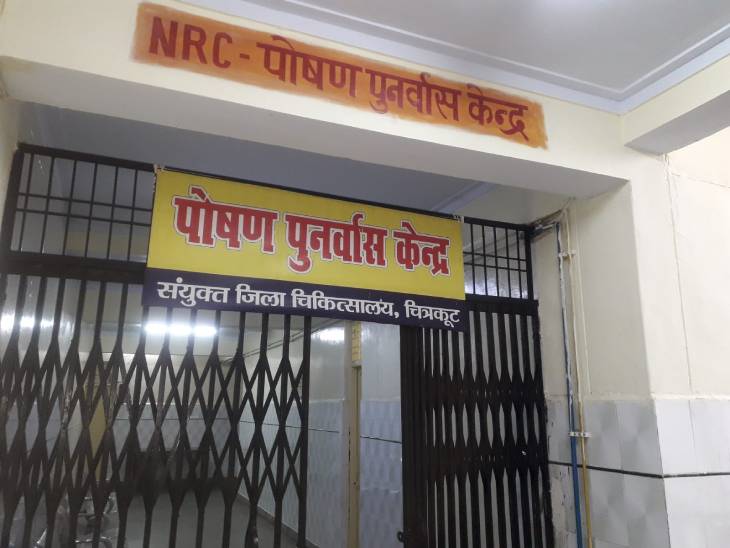 NRC - पोषण पुनर्वास केन्द्र
पोषण पुनर्वास केन्द्र
संयुक्त जिला चिकित्सालय, चित्रकूट